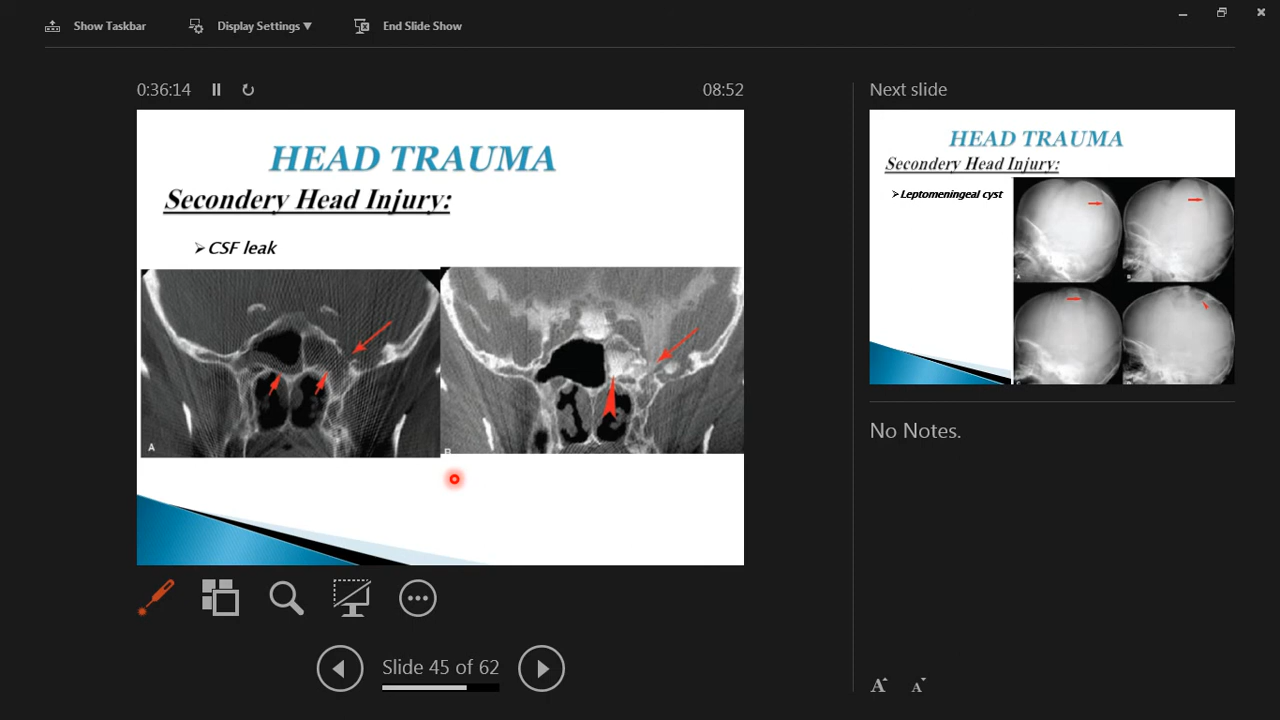 Show Taskbar
Display Settings ▼
End Slide Show
0:36:14
08:52
HEAD TRAUMA
Secondery Head Injury:
➢ CSF leak
A
B
Next slide
HEAD TRAUMA
Secondery Head Injury:
➢ Leptomeningeal cyst
A
B
No Notes.
Slide 45 of 62
A
A